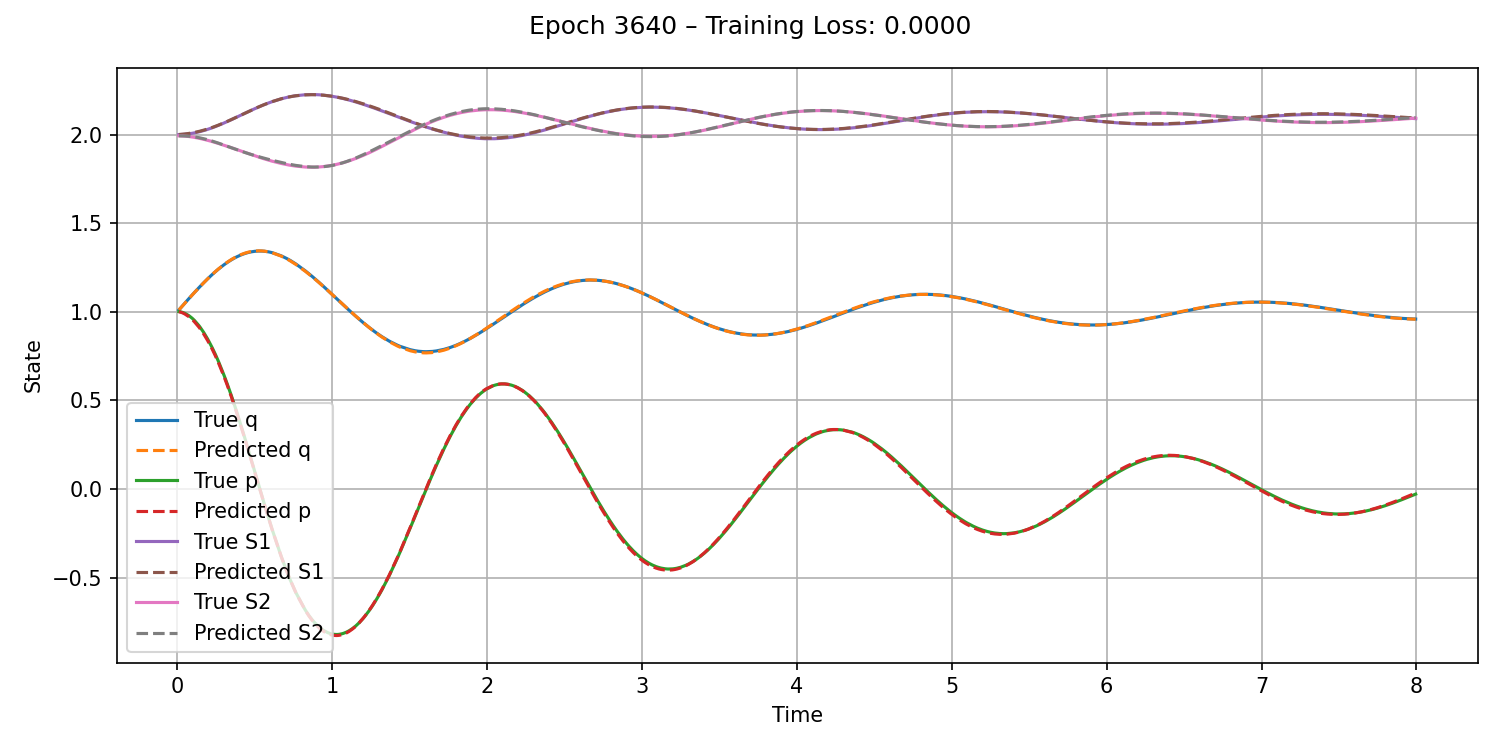 Epoch 3640 – Training Loss: 0.0000
2.0
1.5
1.0
0.5
0.0
−0.5
State
True q
Predicted q
True p
Predicted p
True S1
Predicted S1
True S2
Predicted S2
0 1 2 3 4 5 6 7 8
Time